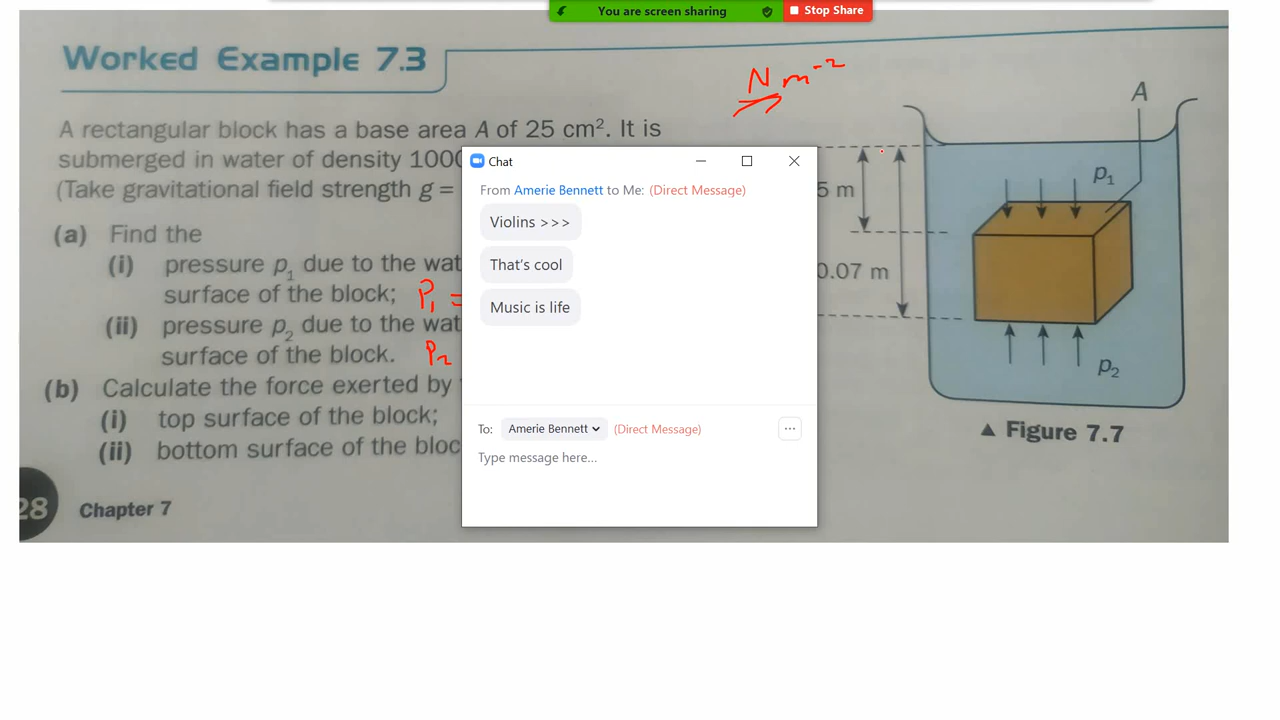 You are screen sharing
Stop Share
Worked Example 7.3
N m⁻²
A
A rectangular block has a base area A of 25 cm². It is
submerged in water of density 1000
(Take gravitational field strength g =
(a) Find the
(i) pressure p₁ due to the wat
surface of the block; P₁ =
(ii) pressure p₂ due to the wat
surface of the block. P₂
(b) Calculate the force exerted by
(i) top surface of the block;
(ii) bottom surface of the bloc
28 Chapter 7
Chat
From Amerie Bennett to Me: (Direct Message)
Violins >>>
That's cool
Music is life
To: Amerie Bennett (Direct Message)
...
Type message here...
5 m
0.07 m
p₁
p₂
▲ Figure 7.7